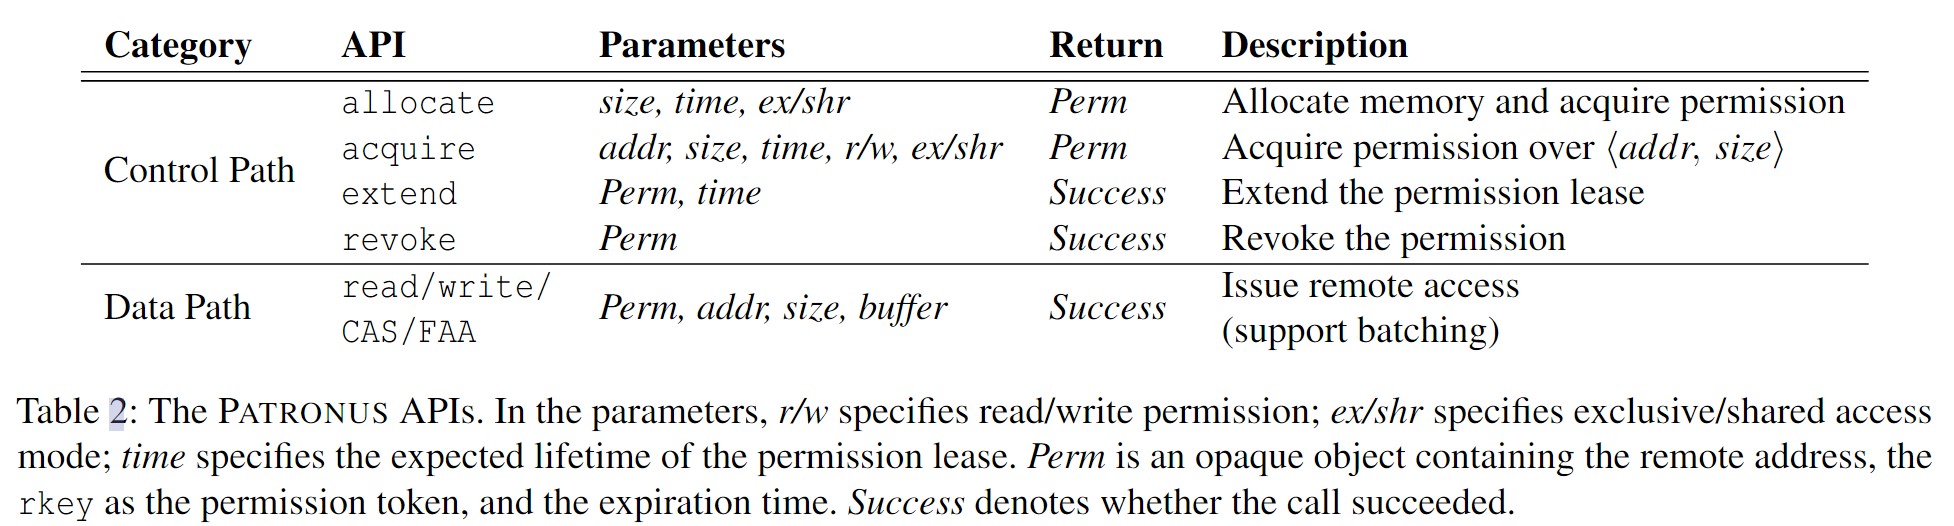 Category API Parameters Return Description
allocate size, time, ex/shr Perm Allocate memory and acquire permission
acquire addr, size, time, r/w, ex/shr Perm Acquire permission over ⟨addr, size⟩
Control Path
extend Perm, time Success Extend the permission lease
revoke Perm Success Revoke the permission
read/write/ Issue remote access
Data Path Perm, addr, size, buffer Success
CAS/FAA (support batching)
Table 2: The PATRONUS APIs. In the parameters, r/w specifies read/write permission; ex/shr specifies exclusive/shared access
mode; time specifies the expected lifetime of the permission lease. Perm is an opaque object containing the remote address, the
rkey as the permission token, and the expiration time. Success denotes whether the call succeeded.